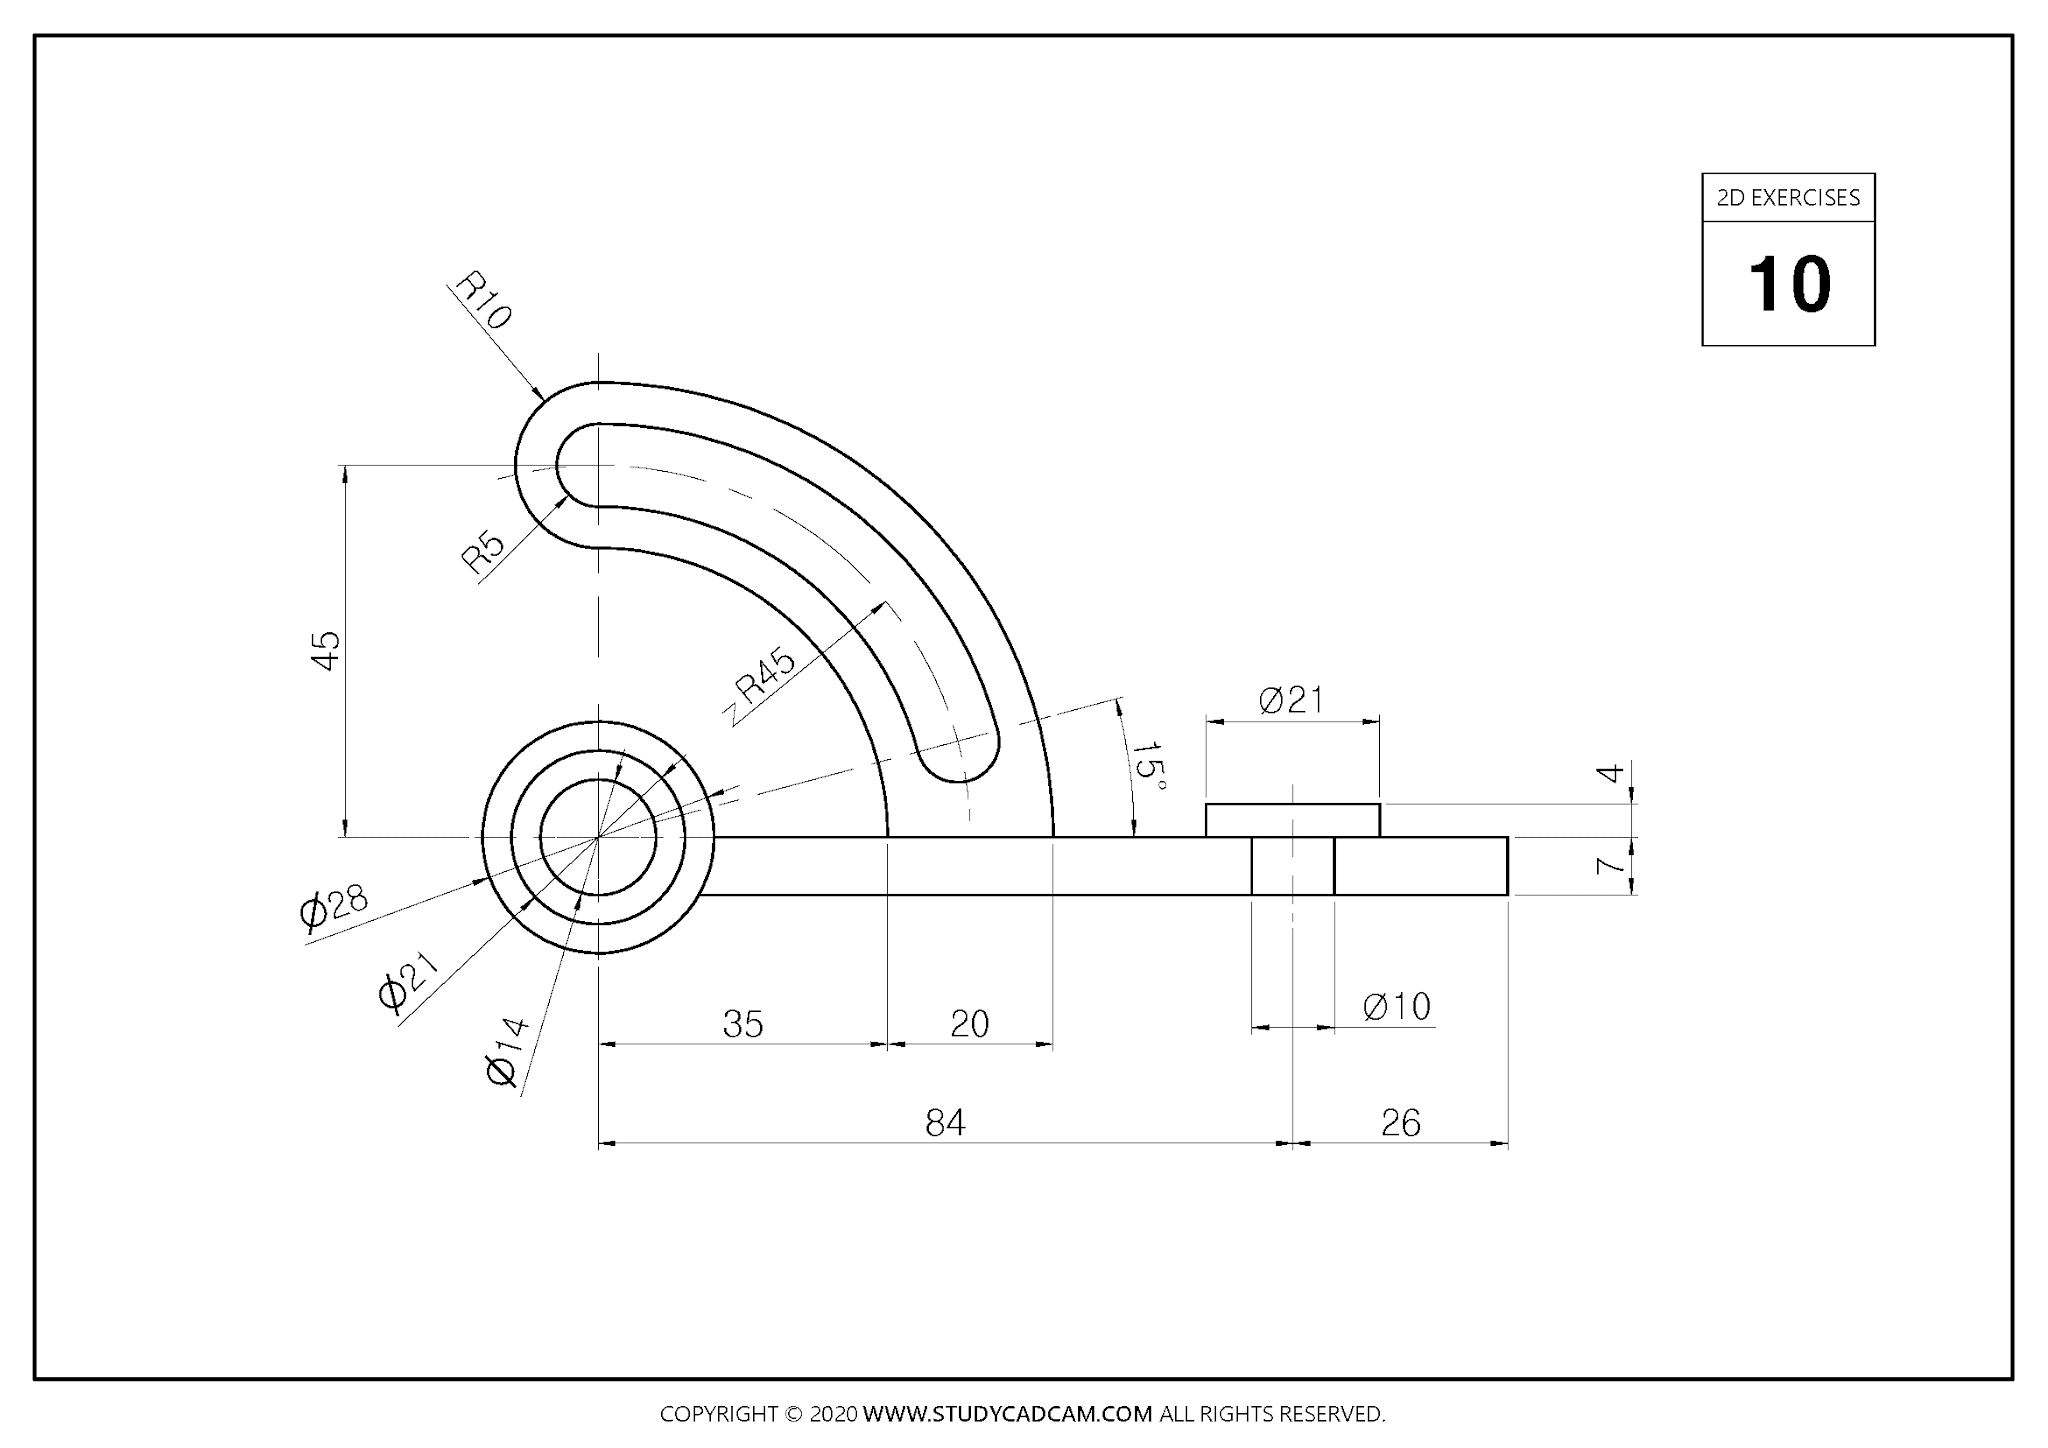 2D EXERCISES
10
R10
R5
45
R45
Ø21
15°
4
7
Ø28
Ø21
Ø14
35
20
Ø10
84
26
COPYRIGHT © 2020 WWW.STUDYCADCAM.COM ALL RIGHTS RESERVED.